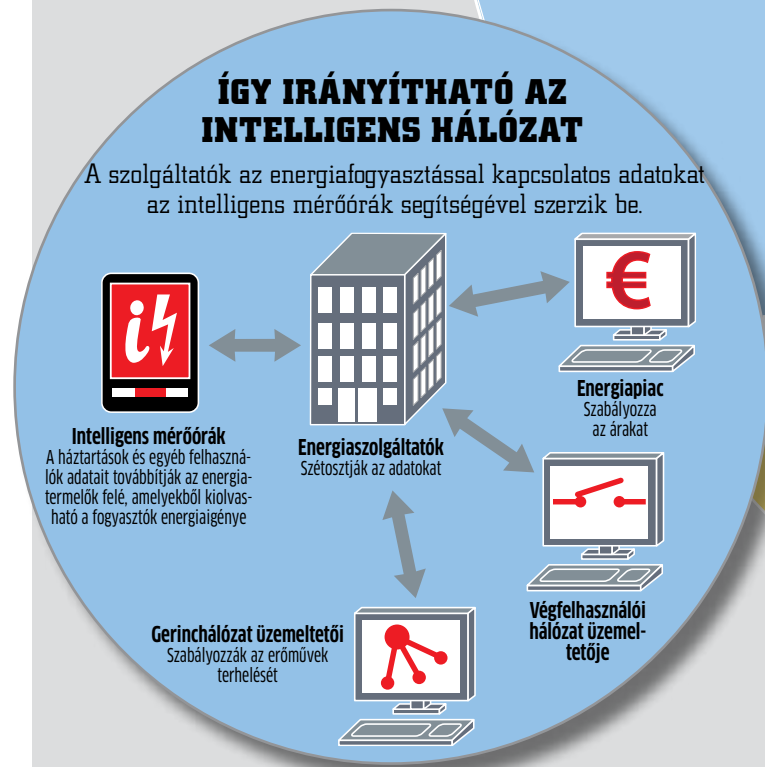 ÍGY IRÁNYÍTHATÓ AZ
INTELLIGENS HÁLÓZAT
A szolgáltatók az energiafogyasztással kapcsolatos adatokat
az intelligens mérőórák segítségével szerzik be.
i
€
Intelligens mérőórák
A háztartások és egyéb felhaszná-
lók adatait továbbítják az energia-
termelők felé, amelyekből kiolvas-
ható a fogyasztók energiaigénye
Energiaszolgáltatók
Szétosztják az adatokat
Energiapiac
Szabályozza
az árakat
Végfelhasználói
hálózat üzemel-
tetője
Gerinchálózat üzemeltetői
Szabályozzák az erőművek
terhelését